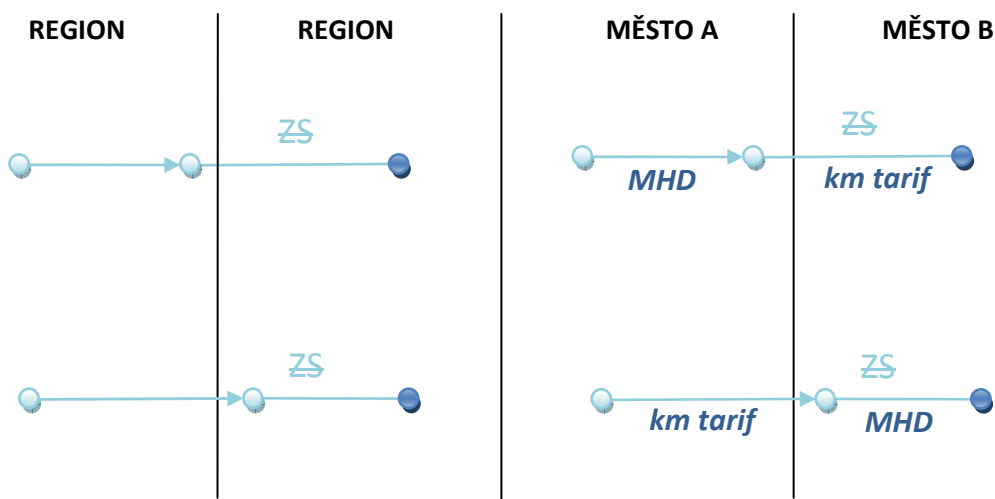 REGION REGION MĚSTO A MĚSTO B
ZS ZS
MHD km tarif
ZS ZS
km tarif MHD